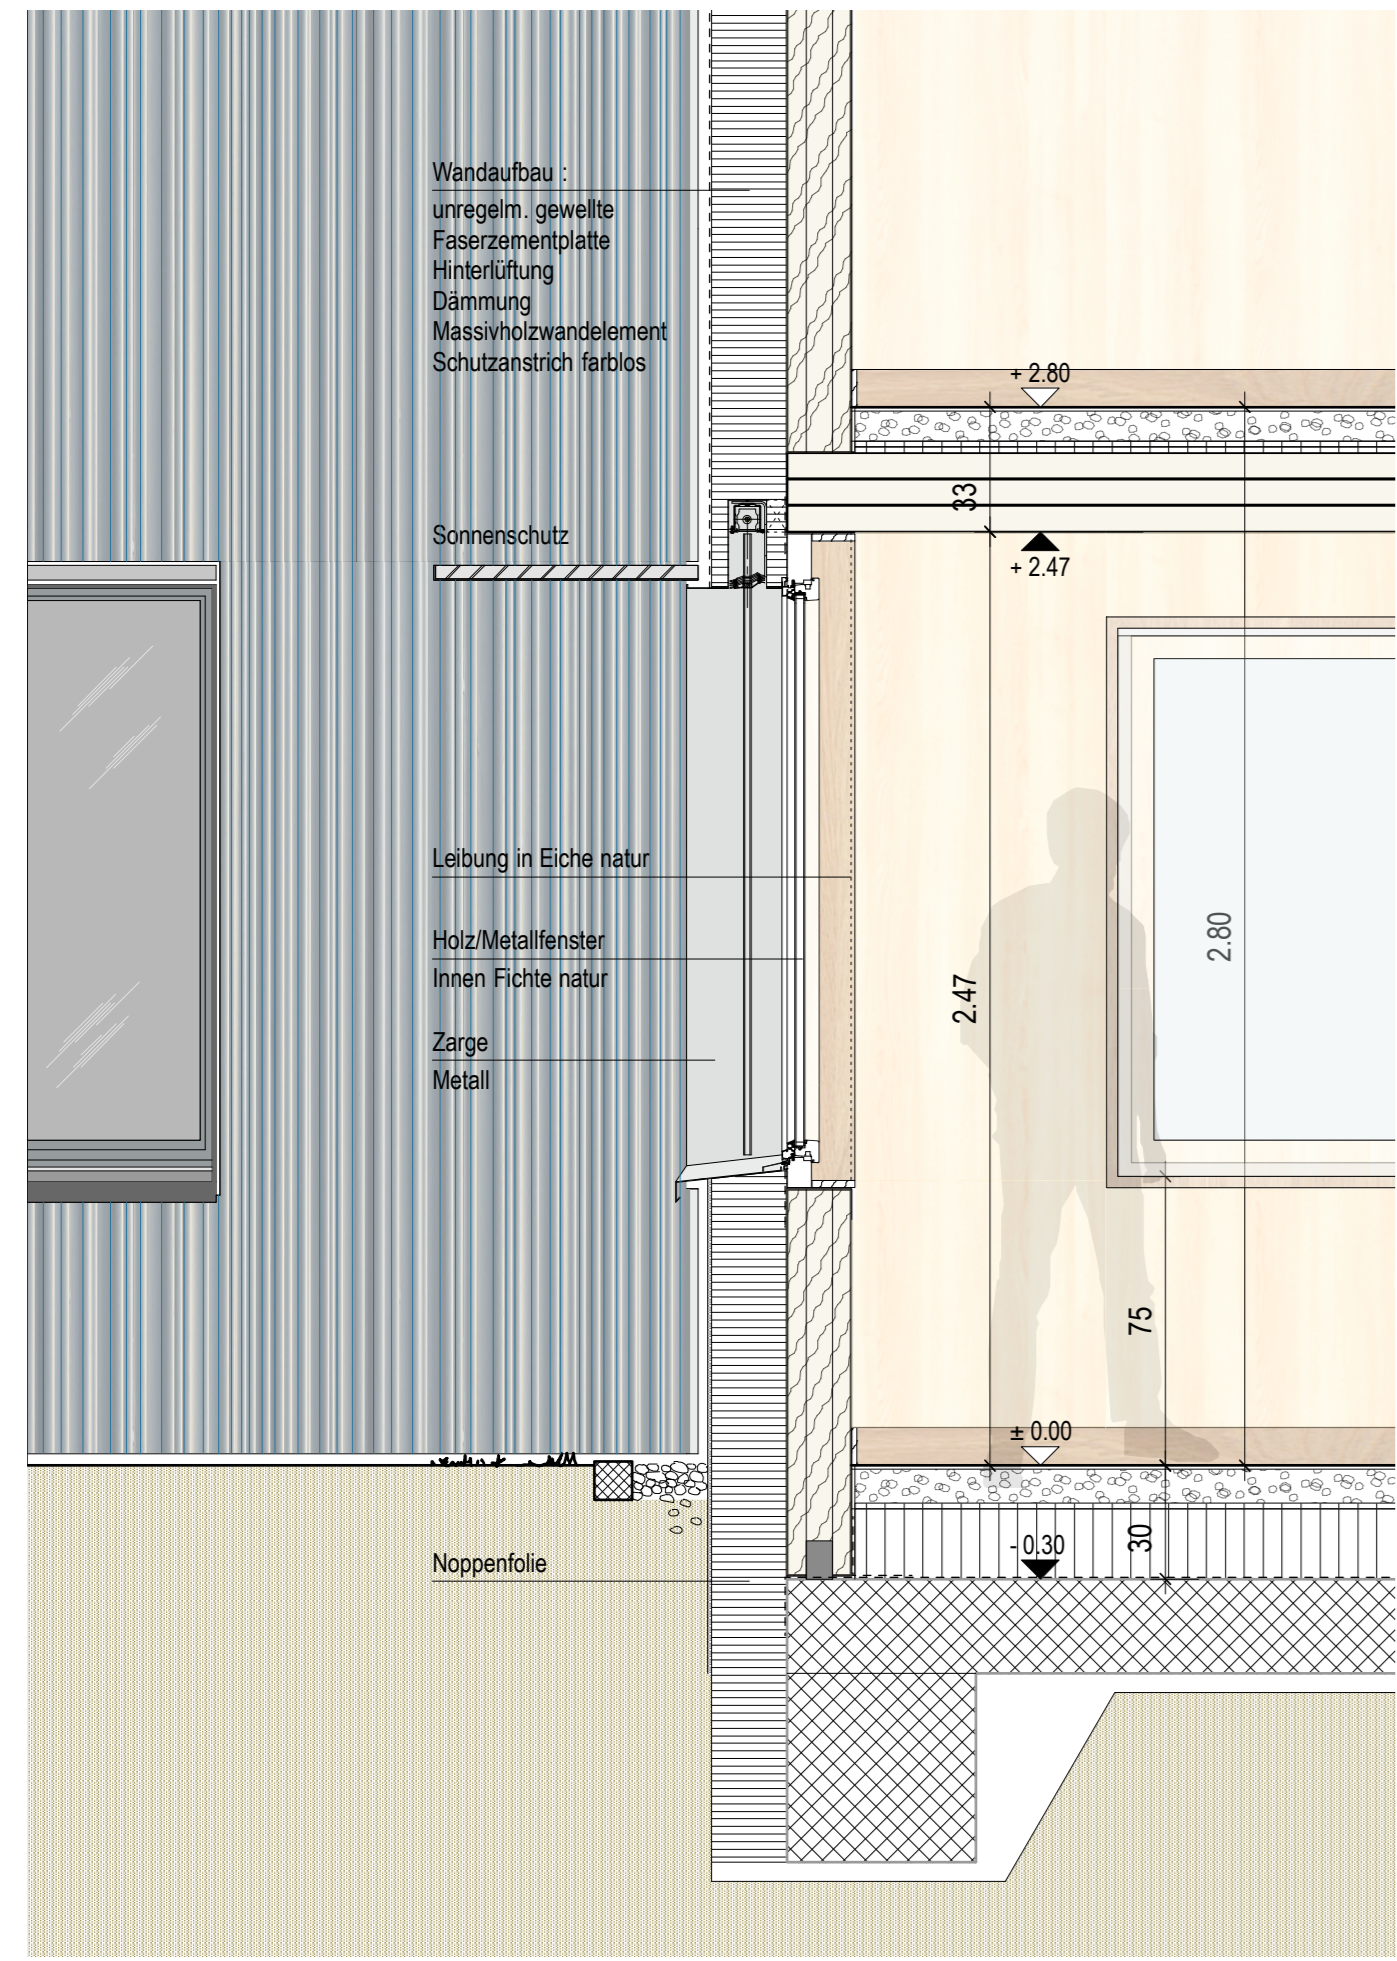 Wandaufbau :
unregelm. gewellte
Faserzementplatte
Hinterlüftung
Dämmung
Massivholzwandelement
Schutzanstrich farblos
+ 2.80
33
Sonnenschutz
+ 2.47
Leibung in Eiche natur
Holz/Metallfenster
Innen Fichte natur
2.80
2.47
Zarge
Metall
75
± 0.00
- 0.30
30
Noppenfolie